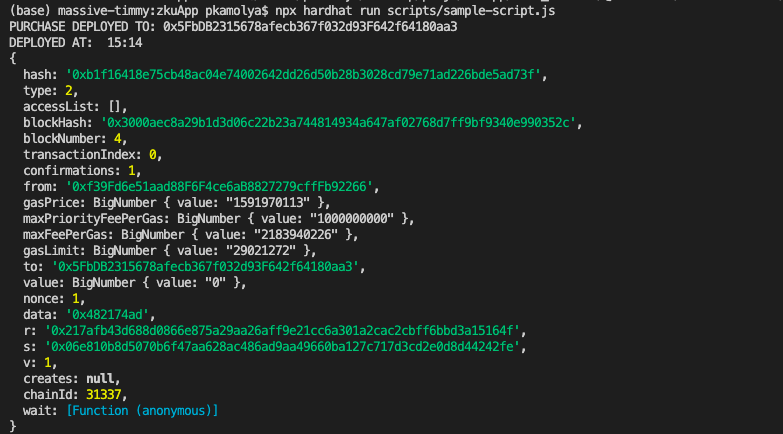 (base) massive-timmy:zkuApp pkamolya$ npx hardhat run scripts/sample-script.js
PURCHASE DEPLOYED TO: 0x5FbDB2315678afecb367f032d93F642f64180aa3
DEPLOYED AT:  15:14
{
  hash: '0xb1f16418e75cb48ac04e74002642dd26d50b28b3028cd79e71ad226bde5ad73f',
  type: 2,
  accessList: [],
  blockHash: '0x3000aec8a29b1d3d06c22b23a744814934a647af02768d7ff9bf9340e990352c',
  blockNumber: 4,
  transactionIndex: 0,
  confirmations: 1,
  from: '0xf39Fd6e51aad88F6F4ce6aB8827279cffFb92266',
  gasPrice: BigNumber { value: "1591970113" },
  maxPriorityFeePerGas: BigNumber { value: "1000000000" },
  maxFeePerGas: BigNumber { value: "2183940226" },
  gasLimit: BigNumber { value: "29021272" },
  to: '0x5FbDB2315678afecb367f032d93F642f64180aa3',
  value: BigNumber { value: "0" },
  nonce: 1,
  data: '0x482174ad',
  r: '0x217afb43d688d0866e875a29aa26aff9e21cc6a301a2cac2cbff6bbd3a15164f',
  s: '0x06e810b8d5070b6f47aa628ac486ad9aa49660ba127c717d3cd2e0d8d44242fe',
  v: 1,
  creates: null,
  chainId: 31337,
  wait: [Function (anonymous)]
}